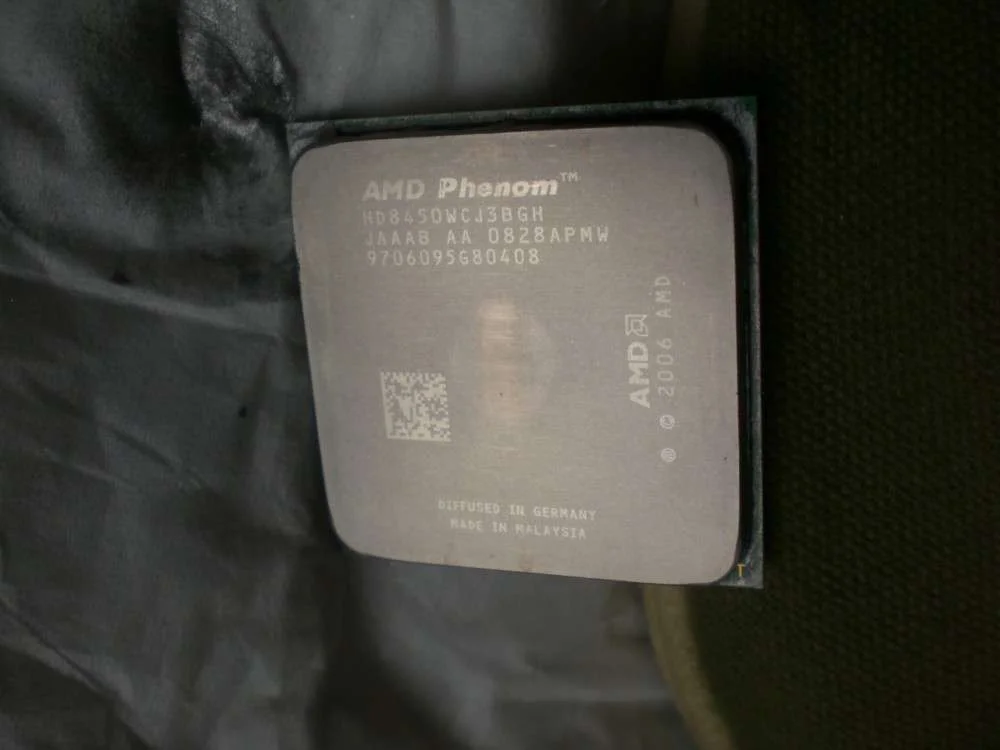 AMD Phenom™
HD8450WCJ3BGH
JAAAB AA 0828APMW
9706095G80408
AMD
© 2006 AMD
DIFFUSED IN GERMANY
MADE IN MALAYSIA